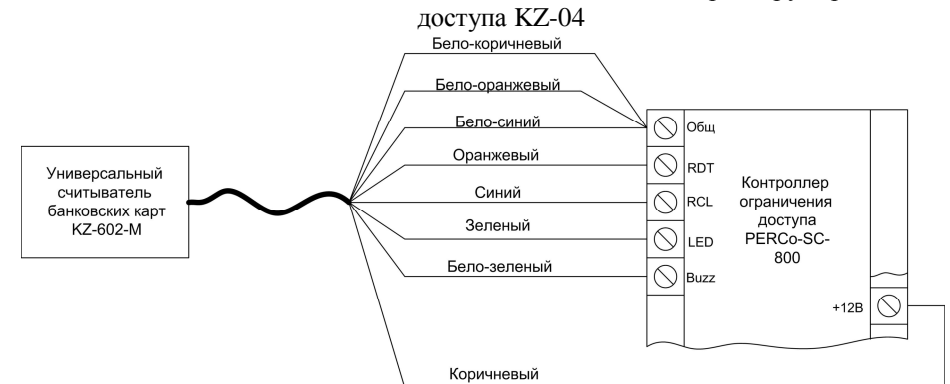 доступа KZ-04
Бело-коричневый
Бело-оранжевый
Бело-синий
Оранжевый
Синий
Зеленый
Бело-зеленый
Коричневый
Универсальный
считыватель
банковских карт
KZ-602-M
Общ
RDT
RCL
LED
Buzz
Контроллер
ограничения
доступа
PERCo-SC-
800
+12В